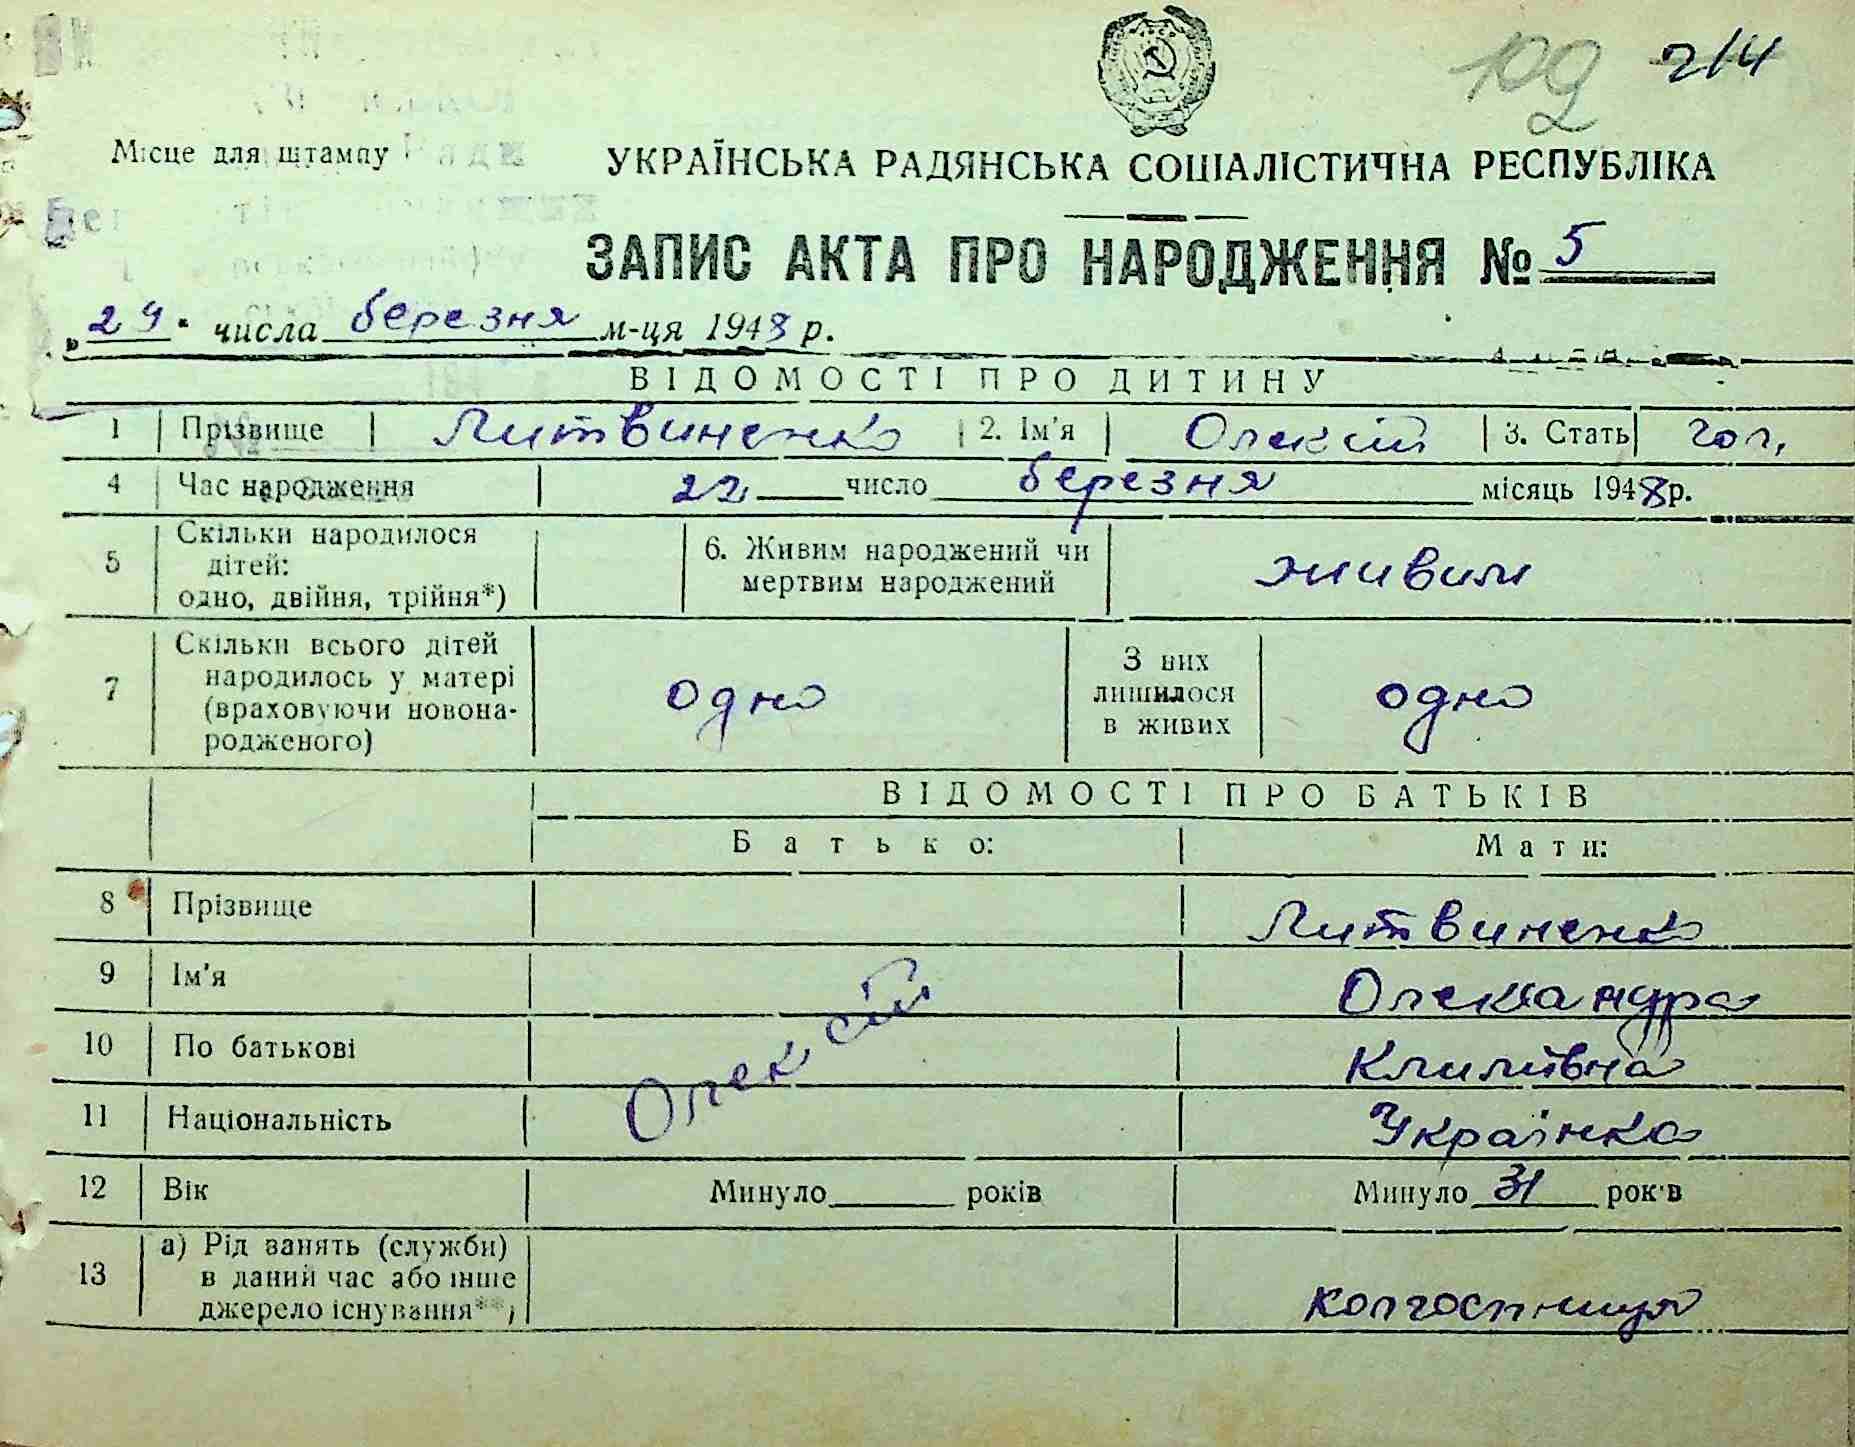 109 214
Місце для штампу
УКРАЇНСЬКА РАДЯНСЬКА СОЦІАЛІСТИЧНА РЕСПУБЛІКА
ЗАПИС АКТА ПРО НАРОДЖЕННЯ № 5
„ 24 " числа березня м-ця 1948 р.
ВІДОМОСТІ ПРО ДИТИНУ
1 Прізвище Литвиненко 2. Ім'я Олексій 3. Стать чол.
4 Час народження 22 число березня місяць 1948 р.
5 Скільки народилося дітей: одно, двійня, трійня*) 6. Живим народжений чи мертвим народжений живим
7 Скільки всього дітей народилось у матері (враховуючи новонародженого) одно З них лишилося в живих одно
ВІДОМОСТІ ПРО БАТЬКІВ
Батько: Мати:
8 Прізвище Литвиненко
9 Ім'я Олександра
Олексій
10 По батькові Климівна
11 Національність Українка
12 Вік Минуло років Минуло 31 років
13 а) Рід занять (служби) в даний час або інше джерело існування**) колгоспниця